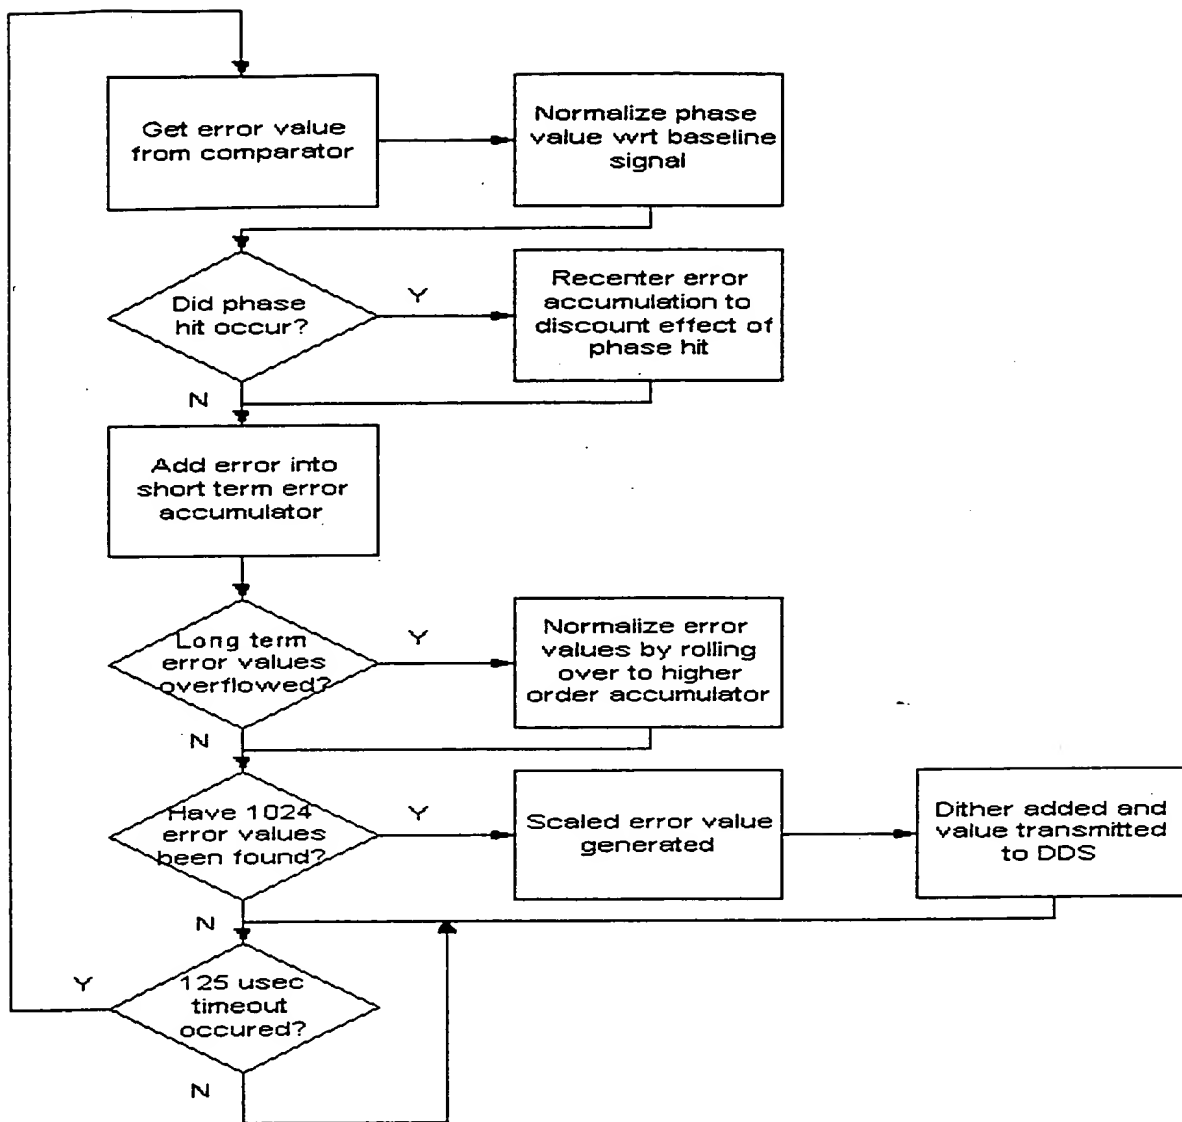 Get error value
from comparator
Normalize phase
value wrt baseline
signal
Did phase
hit occur?
Y
Recenter error
accumulation to
discount effect of
phase hit
N
Add error into
short term error
accumulator
Long term
error values
overflowed?
Y
Normalize error
values by rolling
over to higher
order accumulator
N
Have 1024
error values
been found?
Y
Scaled error value
generated
Dither added and
value transmitted
to DDS
N
Y
125 usec
timeout
occured?
N